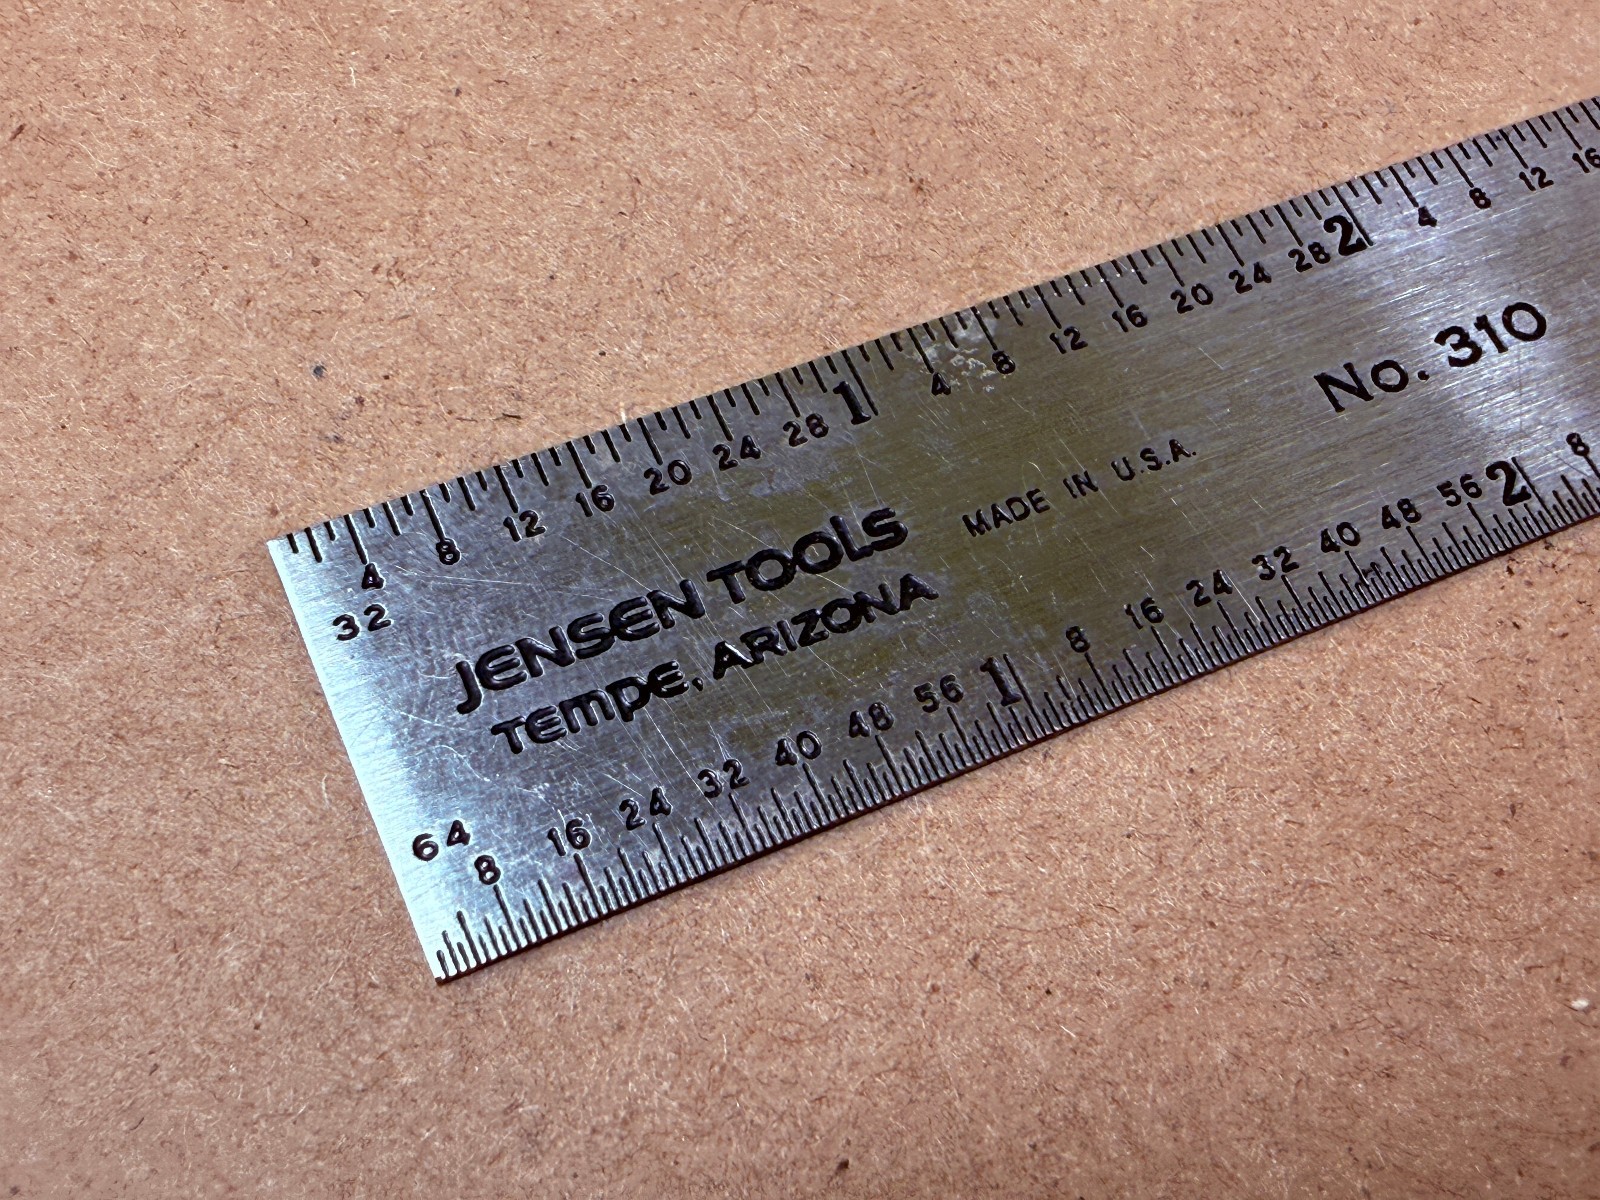 4 8 12 16 20 24 28 1 4 8 12 16 20 24 28 2 4 8 12 16
32
JENSEN TOOLS
TEMPE, ARIZONA
MADE IN U.S.A.
No. 310
64
8 16 24 32 40 48 56 1 8 16 24 32 40 48 56 2 8